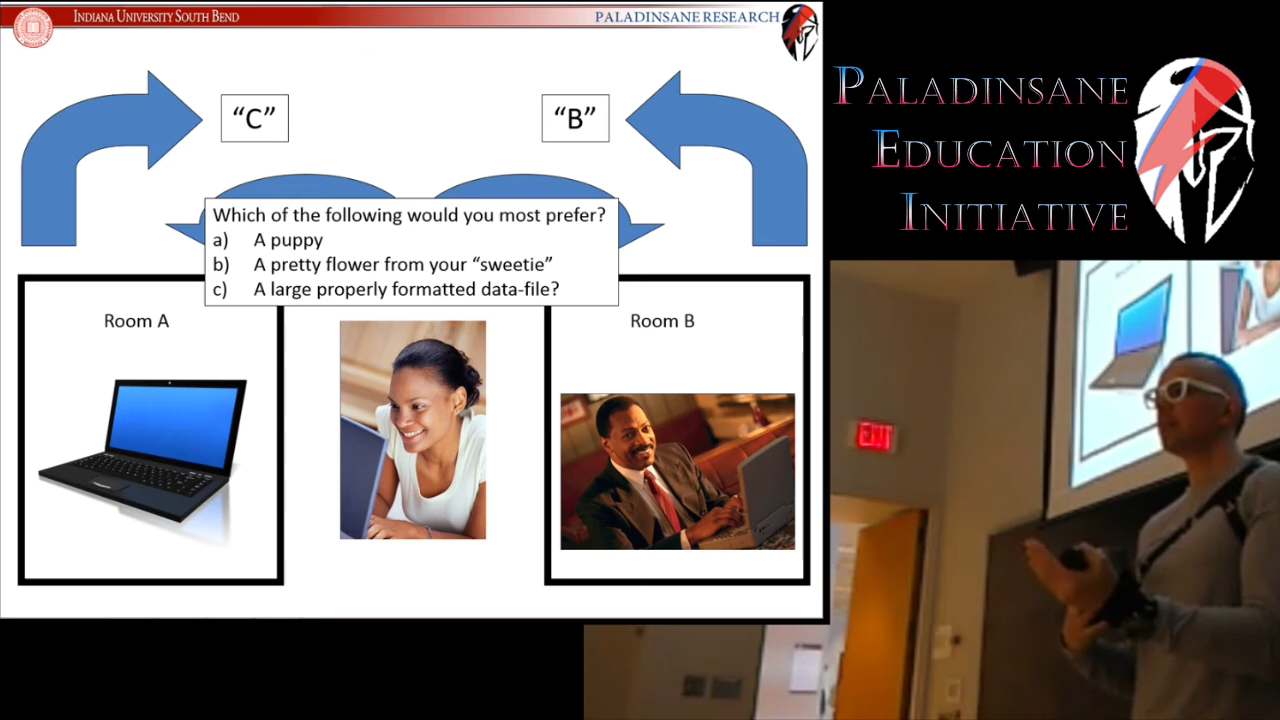 INDIANA UNIVERSITY SOUTH BEND
PALADINSANE RESEARCH
"C"
"B"
Which of the following would you most prefer?
a) A puppy
b) A pretty flower from your "sweetie"
c) A large properly formatted data-file?
Room A
Room B
PALADINSANE
EDUCATION
INITIATIVE
EXIT